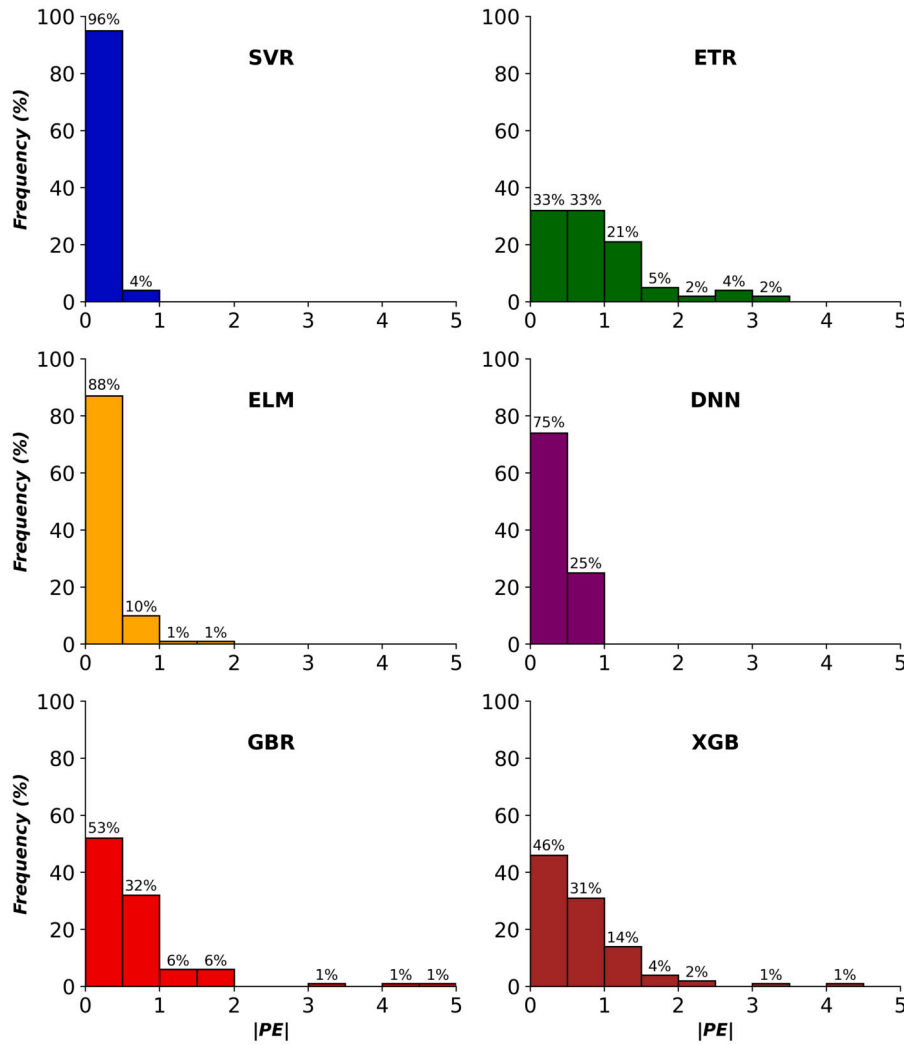 SVR
Frequency (%)
100
80
60
40
20
0
96%
4%
0 1 2 3 4 5
ETR
100
80
60
40
20
0
33% 33%
21%
5% 2% 4% 2%
0 1 2 3 4 5
ELM
Frequency (%)
100
80
60
40
20
0
88%
10%
1% 1%
0 1 2 3 4 5
DNN
100
80
60
40
20
0
75%
25%
0 1 2 3 4 5
GBR
Frequency (%)
100
80
60
40
20
0
53%
32%
6% 6%
1% 1% 1%
0 1 2 3 4 5
|PE|
XGB
100
80
60
40
20
0
46%
31%
14%
4% 2% 1% 1%
0 1 2 3 4 5
|PE|